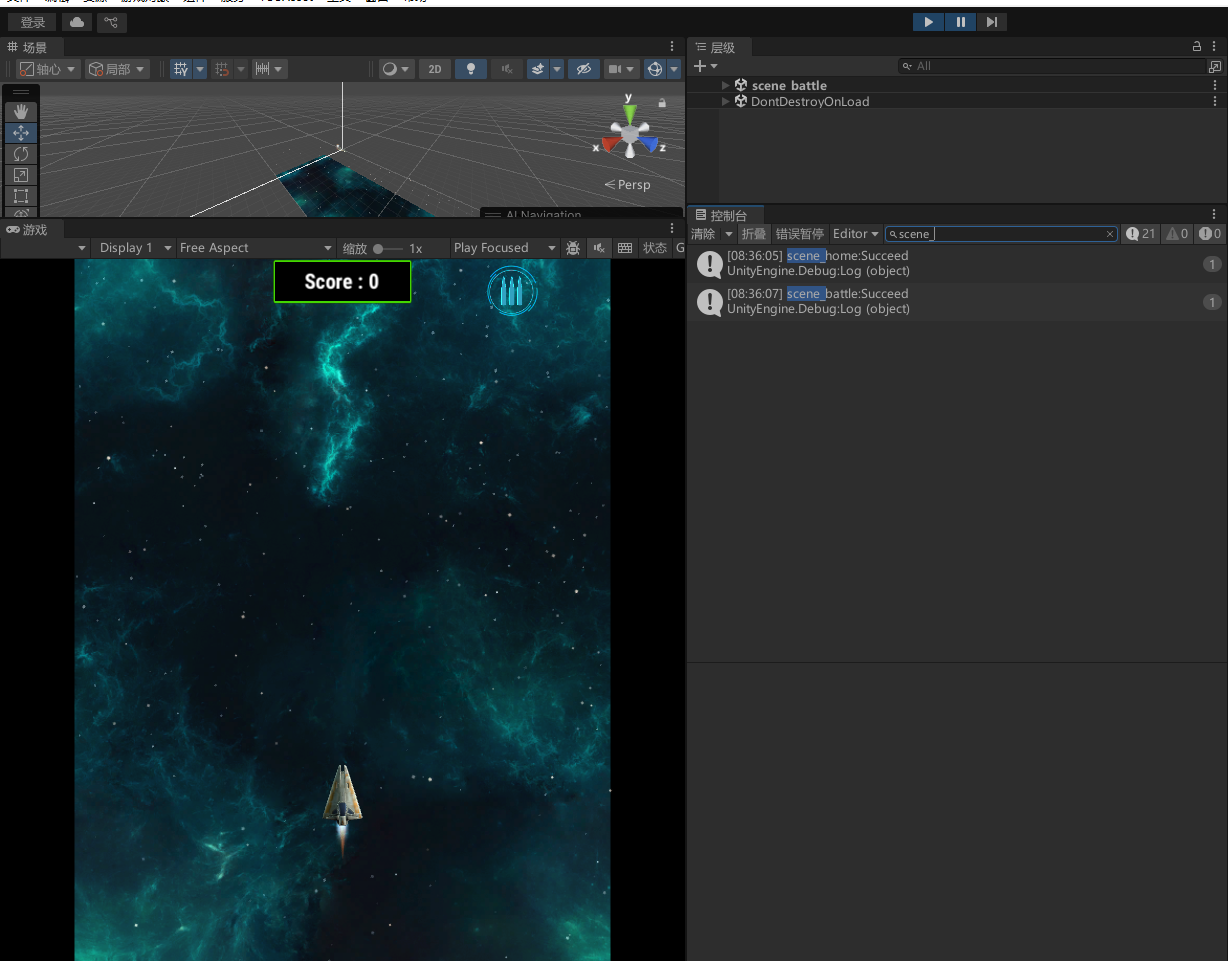 登录
场景
轴心
局部
2D
y
x
z
Persp
AI Navigation
游戏
Display 1
Free Aspect
缩放
1x
Play Focused
状态
G
Score : 0
层级
All
scene battle
DontDestroyOnLoad
控制台
清除
折叠
错误暂停
Editor
scene_
21
0
0
[08:36:05] scene_home:Succeed
UnityEngine.Debug:Log (object)
1
[08:36:07] scene_battle:Succeed
UnityEngine.Debug:Log (object)
1